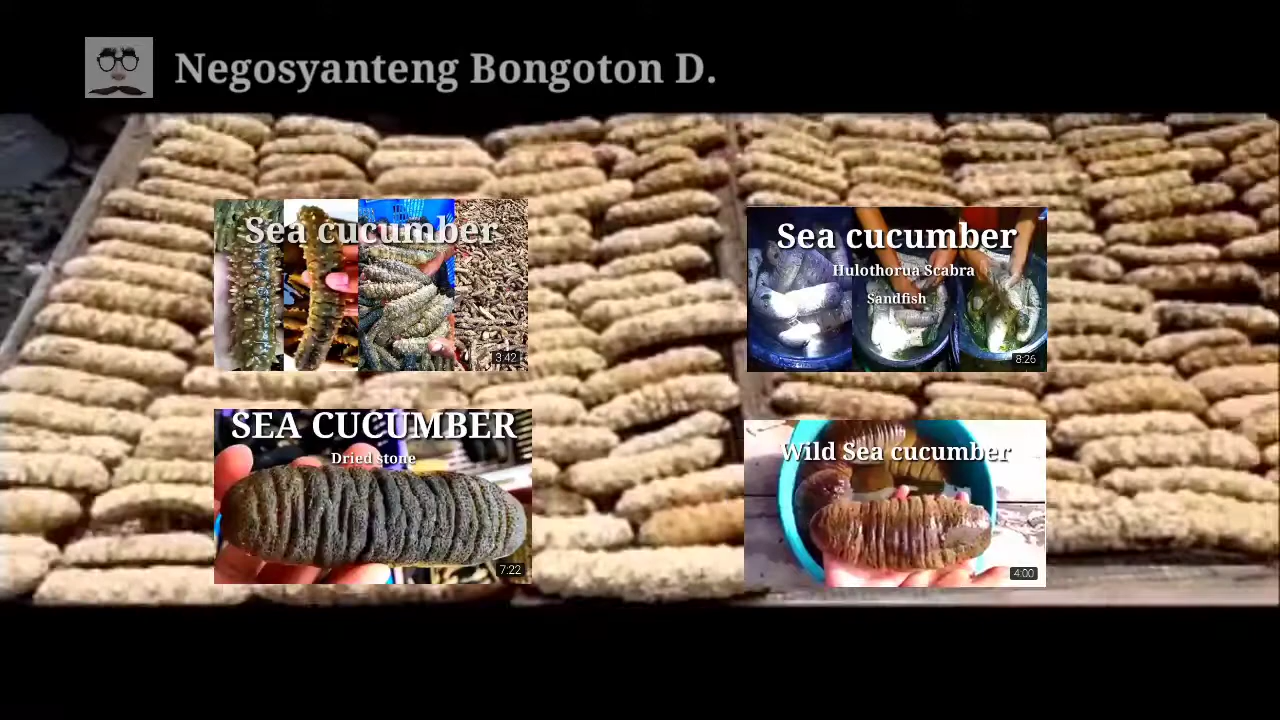 Negosyanteng Bongoton D.
Sea cucumber
3:42
Sea cucumber
Hulothorua Scabra
Sandfish
8:26
SEA CUCUMBER
Dried stone
7:22
Wild Sea cucumber
4:00